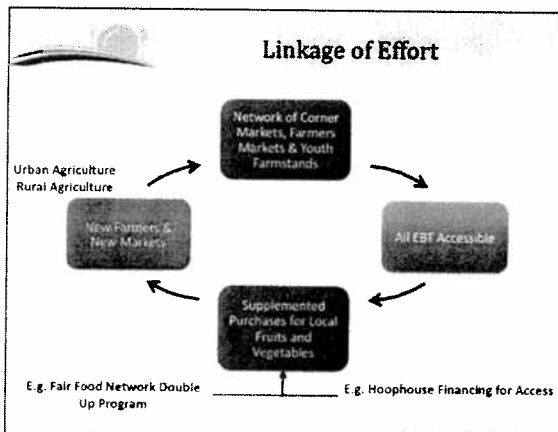 Linkage of Effort
Network of Corner
Markets, Farmers
Markets & Youth
Farmstands
Urban Agriculture
Rural Agriculture
New Farmers &
New Markets
All EBT Accessible
Supplemented
Purchases for Local
Fruits and
Vegetables
E.g. Fair Food Network Double
Up Program
E.g. Hoophouse Financing for Access